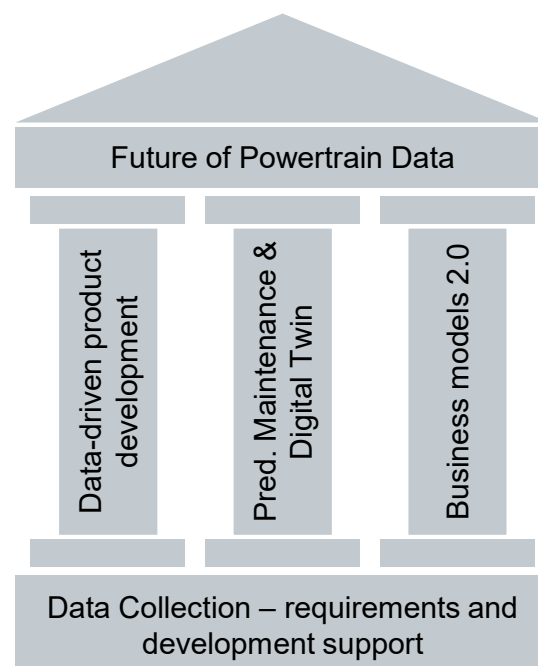 Future of Powertrain Data
Data-driven product
development
Pred. Maintenance &
Digital Twin
Business models 2.0
Data Collection – requirements and
development support